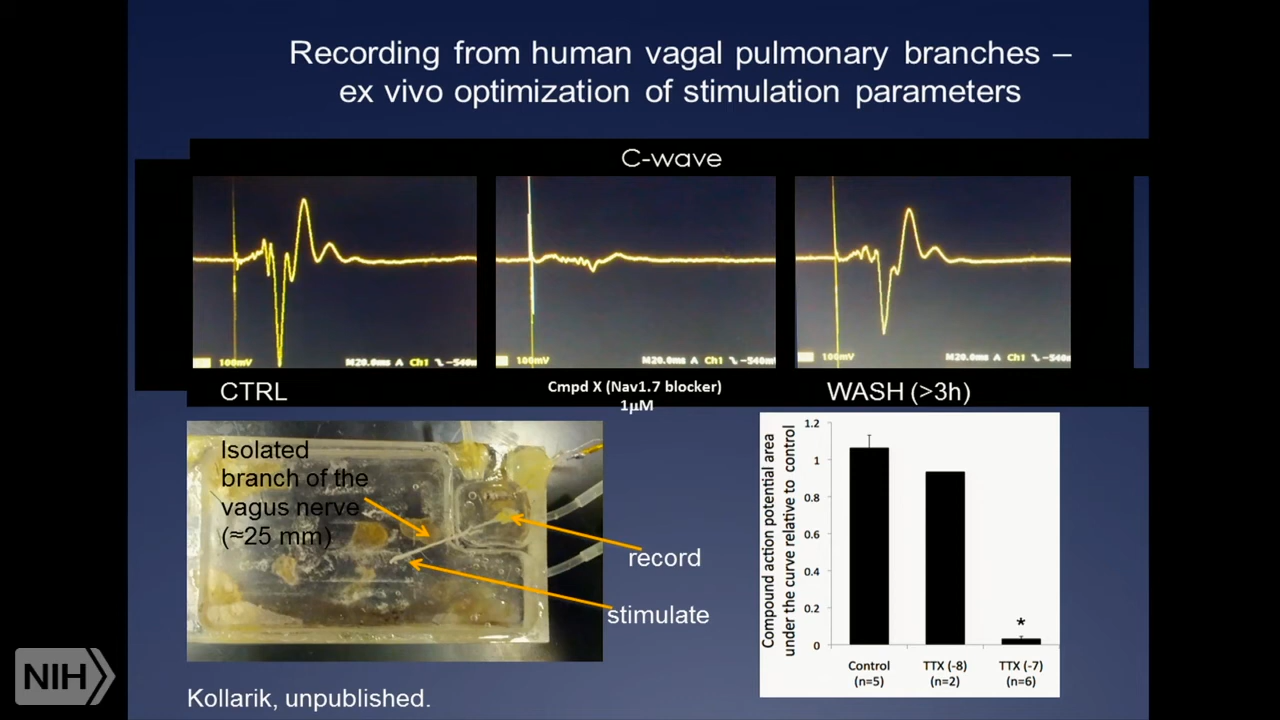 Recording from human vagal pulmonary branches –
ex vivo optimization of stimulation parameters
C-wave
100mV M20.0ms A Ch1 -540m
100mV M20.0ms A Ch1 -540m
100mV M20.0ms A Ch1 -540m
CTRL
Cmpd X (Nav1.7 blocker)
1µM
WASH (>3h)
Isolated
branch of the
vagus nerve
(≈25 mm)
record
stimulate
Compound action potential area
under the curve relative to control
1.2
1
0.8
0.6
0.4
0.2
0
*
Control TTX (-8) TTX (-7)
(n=5) (n=2) (n=6)
NIH
Kollarik, unpublished.